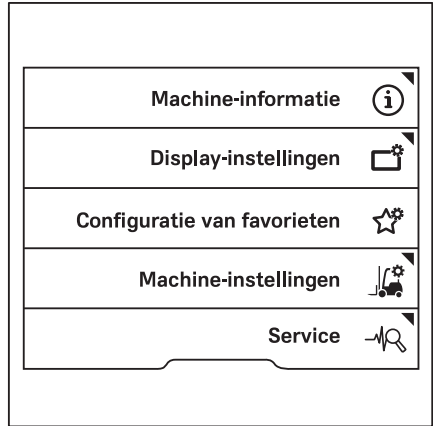 Machine-informatie
Display-instellingen
Configuratie van favorieten
Machine-instellingen
Service